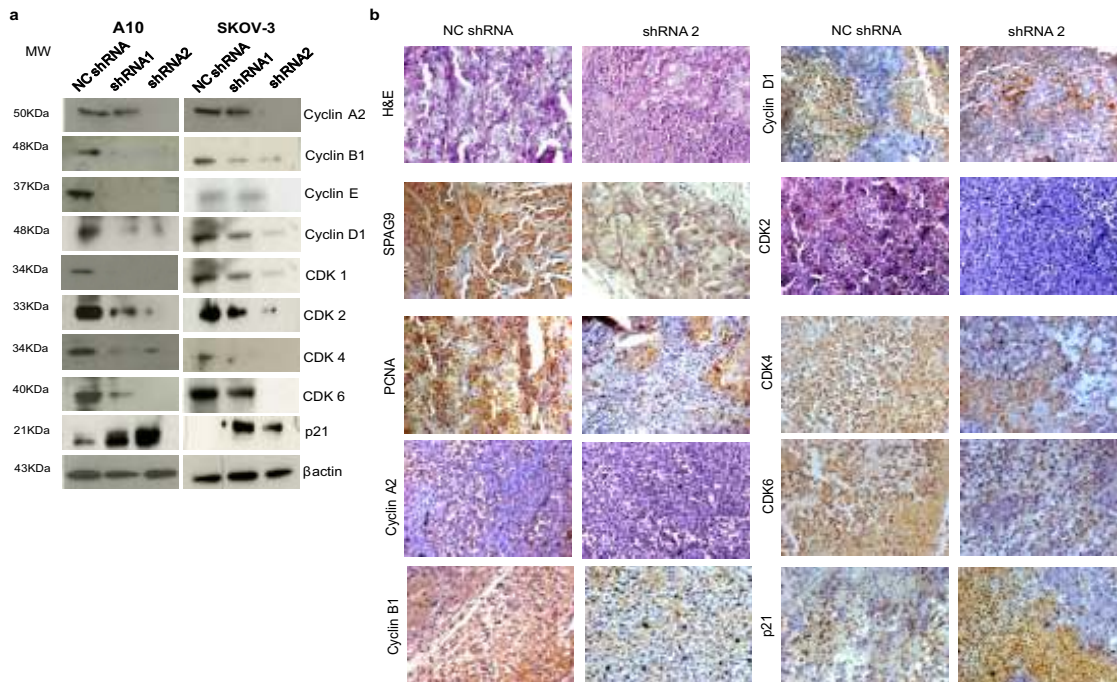 a
A10 SKOV-3
MW
NC shRNA shRNA1 shRNA2 NC shRNA shRNA1 shRNA2
50KDa Cyclin A2
48KDa Cyclin B1
37KDa Cyclin E
48KDa Cyclin D1
34KDa CDK 1
33KDa CDK 2
34KDa CDK 4
40KDa CDK 6
21KDa p21
43KDa βactin
b
NC shRNA shRNA 2 NC shRNA shRNA 2
H&E Cyclin D1
SPAG9 CDK2
PCNA CDK4
Cyclin A2 CDK6
Cyclin B1 p21